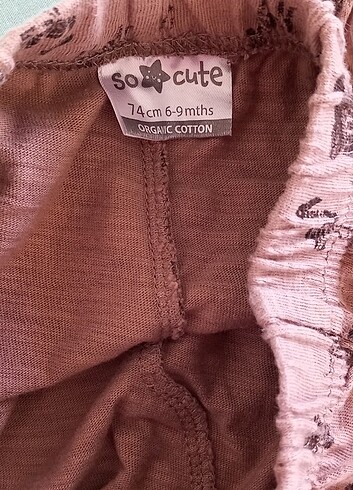 so cute
74 cm 6-9 mths
ORGANIC COTTON